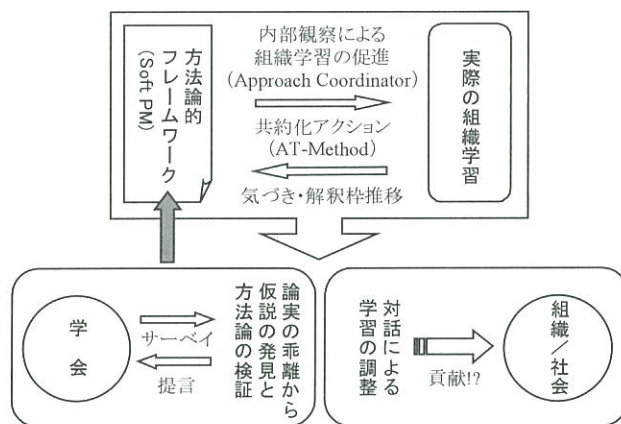 方法論的
フレームワーク
(Soft PM)
内部観察による
組織学習の促進
(Approach Coordinator)
共約化アクション
(AT-Method)
気づき・解釈枠推移
実際の組織学習
学会
サーベイ
提言
論実の乖離から
仮説の発見と
方法論の検証
対話による
学習の調整
貢献!?
組織／社会